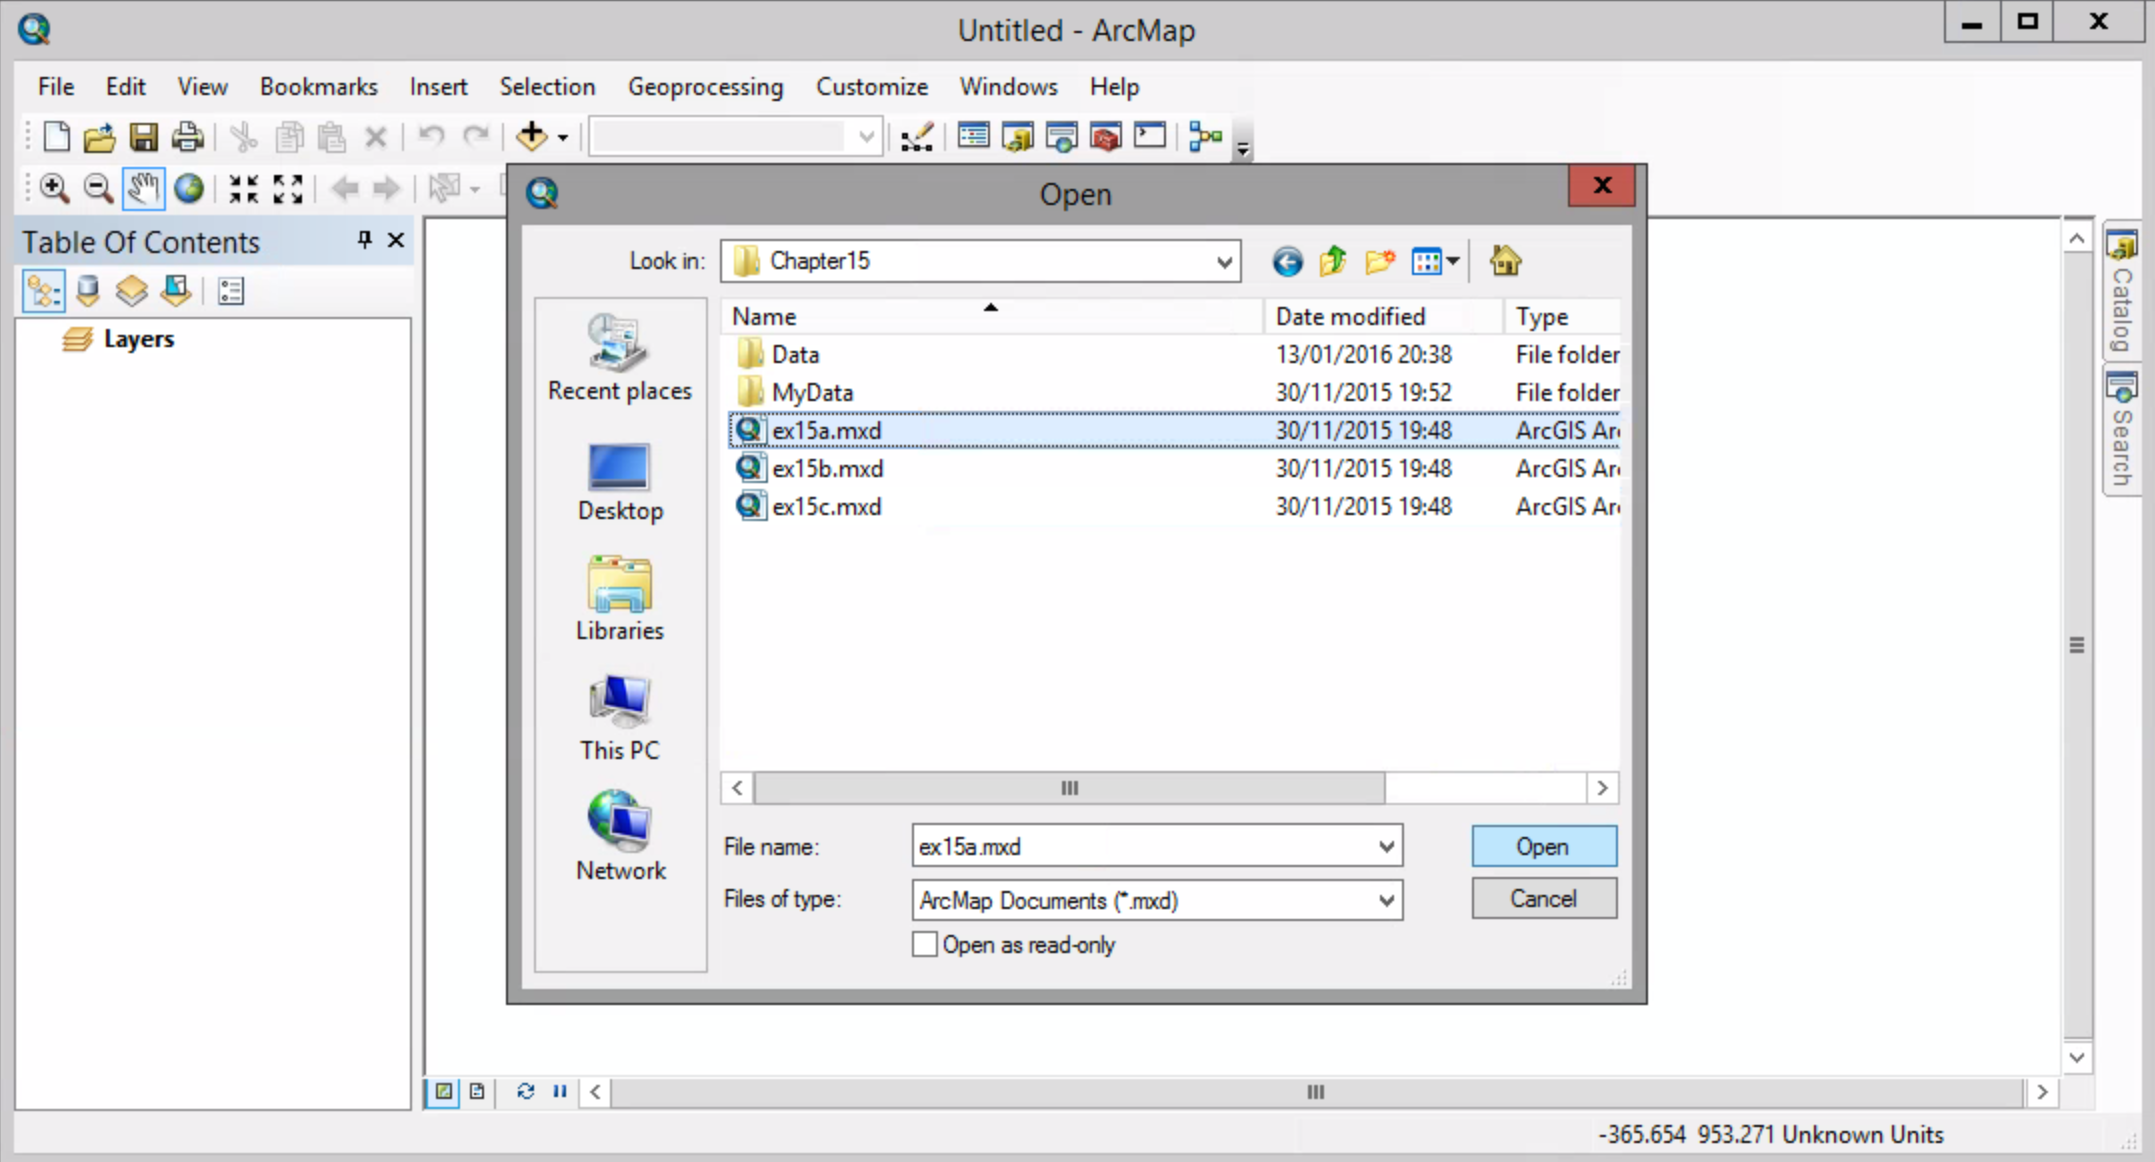 Untitled - ArcMap
File Edit View Bookmarks Insert Selection Geoprocessing Customize Windows Help
Open
Table Of Contents
Layers
Look in: Chapter15
Name Date modified Type
Data 13/01/2016 20:38 File folder
MyData 30/11/2015 19:52 File folder
ex15a.mxd 30/11/2015 19:48 ArcGIS Ar
ex15b.mxd 30/11/2015 19:48 ArcGIS Ar
ex15c.mxd 30/11/2015 19:48 ArcGIS Ar
Recent places
Desktop
Libraries
This PC
Network
File name: ex15a.mxd Open
Files of type: ArcMap Documents (*.mxd) Cancel
Open as read-only
Catalog
Search
-365.654 953.271 Unknown Units